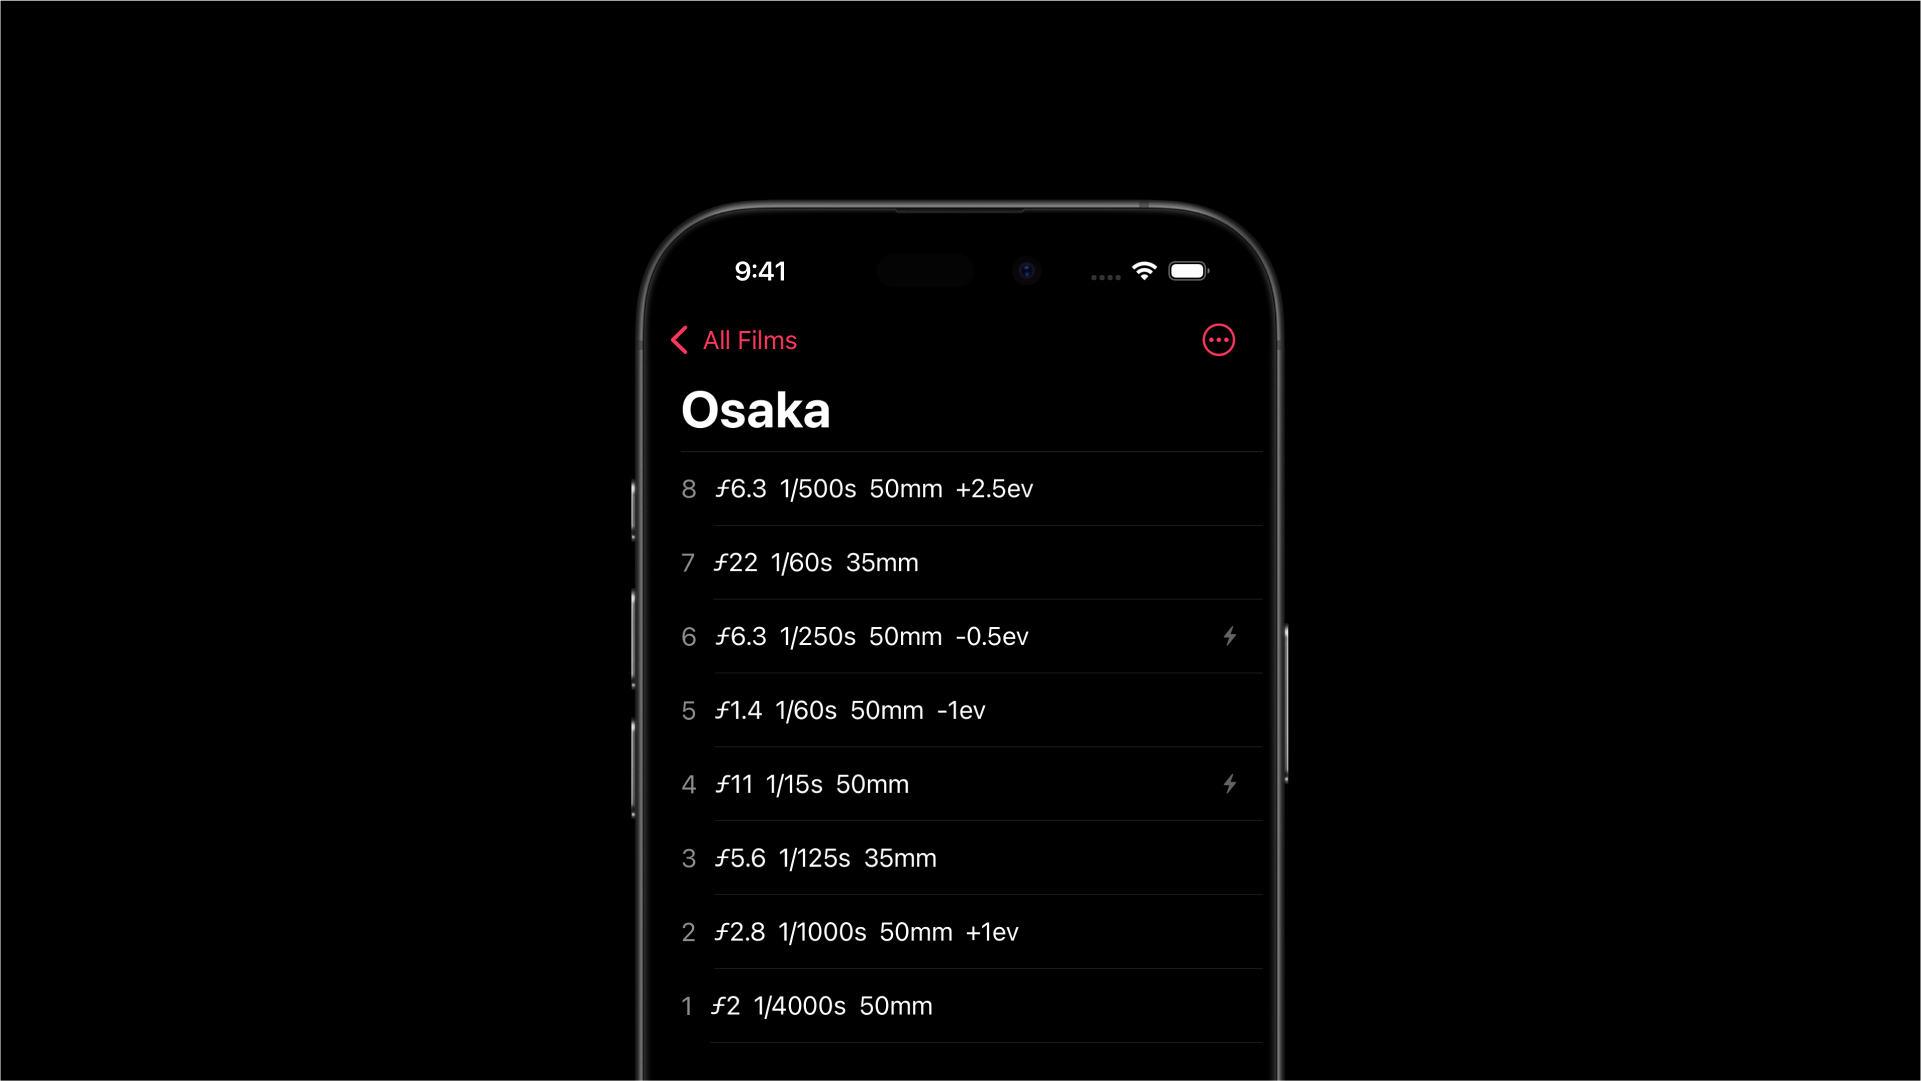 9:41
All Films
Osaka
8 ƒ6.3 1/500s 50mm +2.5ev
7 ƒ22 1/60s 35mm
6 ƒ6.3 1/250s 50mm -0.5ev
5 ƒ1.4 1/60s 50mm -1ev
4 ƒ11 1/15s 50mm
3 ƒ5.6 1/125s 35mm
2 ƒ2.8 1/1000s 50mm +1ev
1 ƒ2 1/4000s 50mm